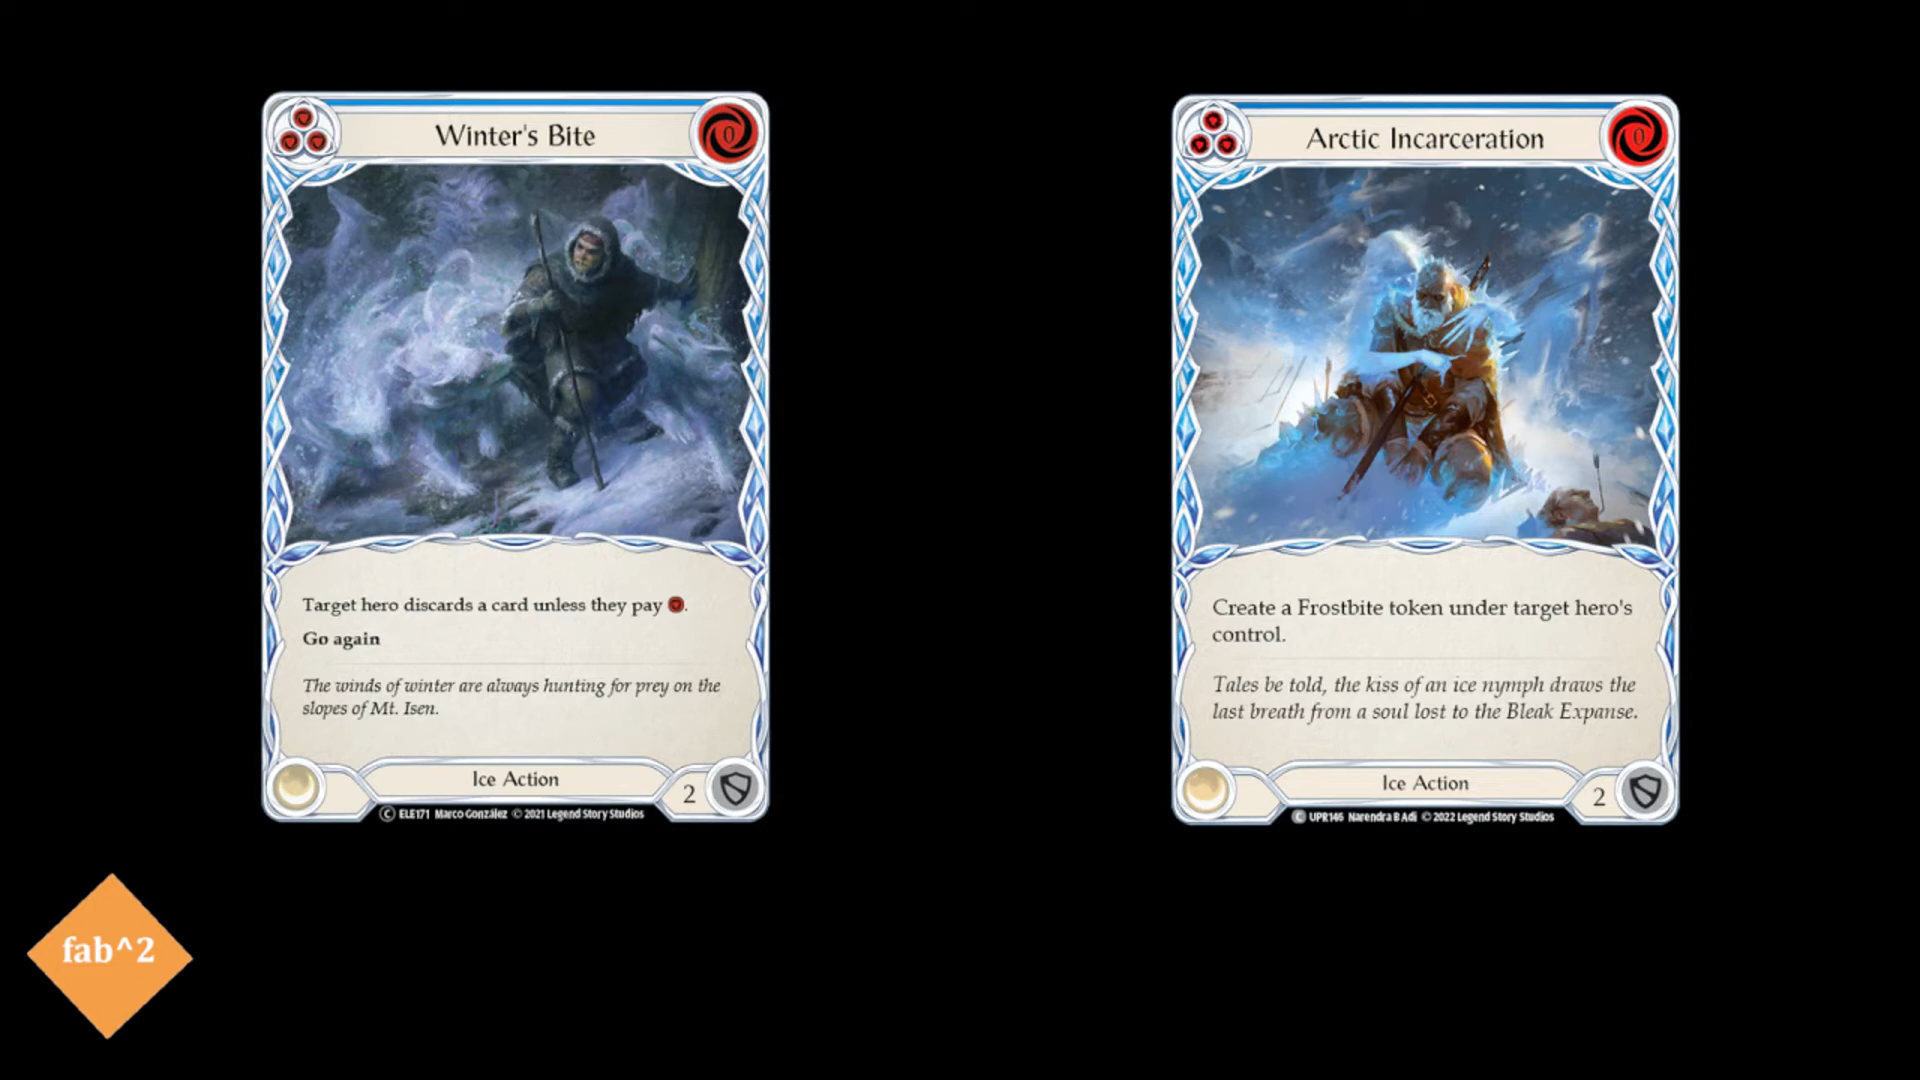 Winter's Bite
0
Target hero discards a card unless they pay
.
Go again
The winds of winter are always hunting for prey on the
slopes of Mt. Isen.
Ice Action
2
C ELE171 Marco González © 2021 Legend Story Studios
Arctic Incarceration
0
Create a Frostbite token under target hero's
control.
Tales be told, the kiss of an ice nymph draws the
last breath from a soul lost to the Bleak Expanse.
Ice Action
2
C UPR146 Narendra B Adi © 2022 Legend Story Studios
fab^2